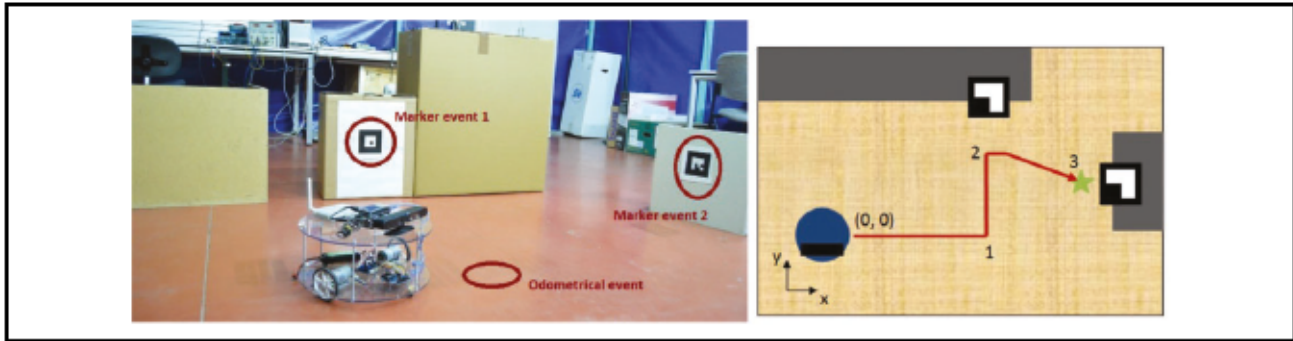 Marker event 1
Marker event 2
Odometrical event
2
3
(0, 0)
1
y
x